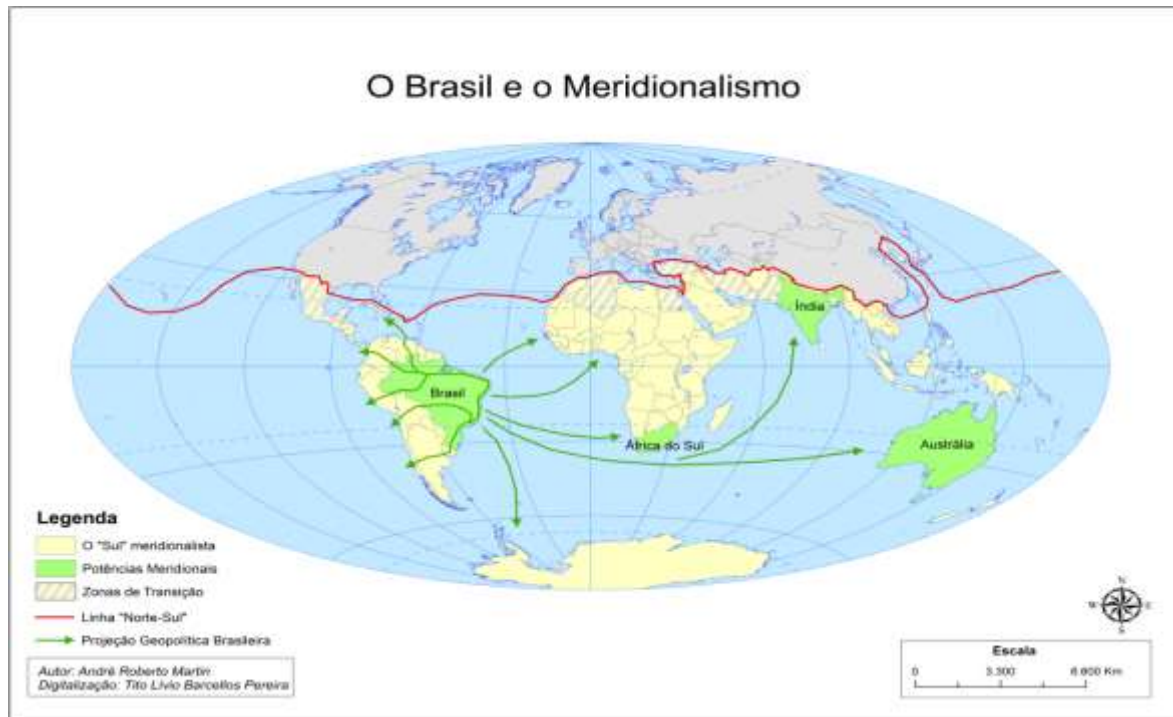 O Brasil e o Meridionalismo
Índia
Brasil
África do Sul
Austrália
Legenda
O "Sul" meridionalista
Potências Meridionais
Zonas de Transição
Linha "Norte-Sul"
Projeção Geopolítica Brasileira
Autor: André Roberto Martin
Digitalização: Tito Lívio Barcellos Pereira
N
W E
S
Escala
0 3.300 6.600 Km